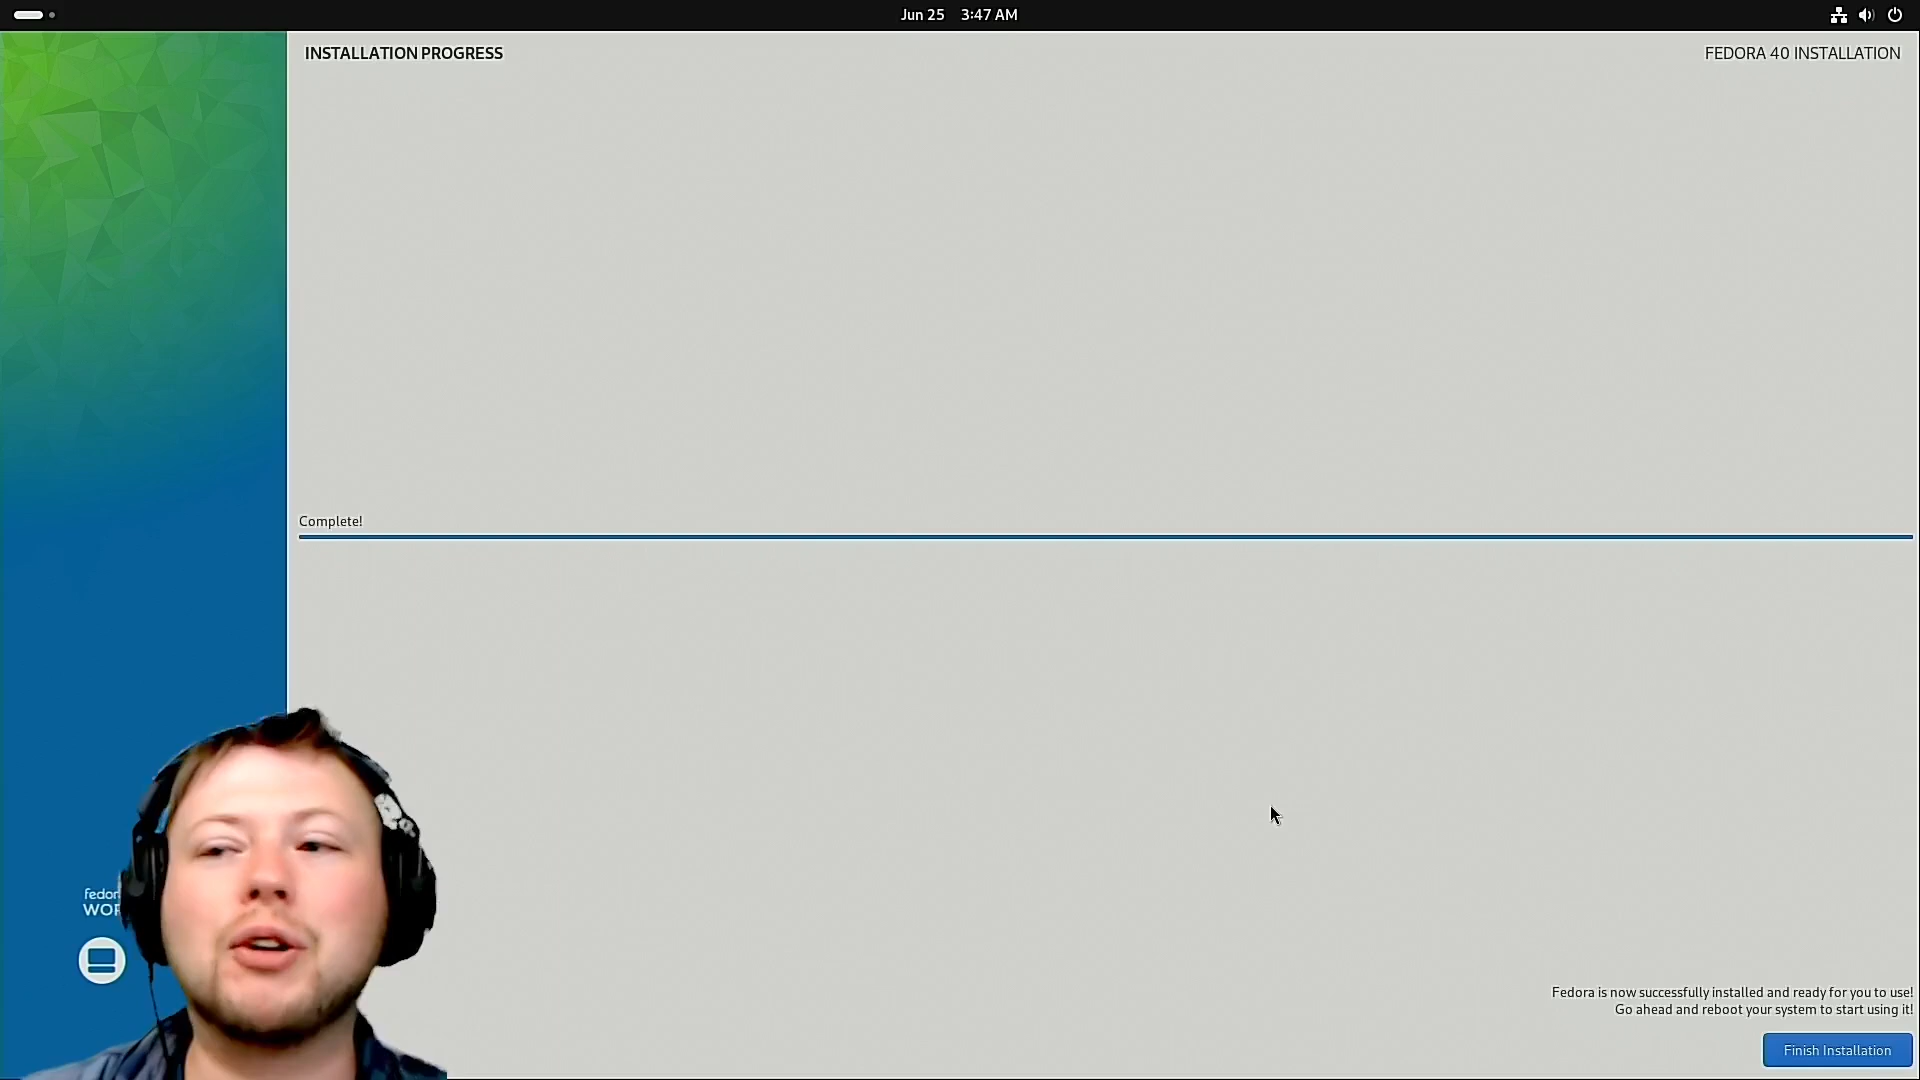 Jun 25 3:47 AM
INSTALLATION PROGRESS
FEDORA 40 INSTALLATION
Complete!
Fedora is now successfully installed and ready for you to use!
Go ahead and reboot your system to start using it!
Finish Installation